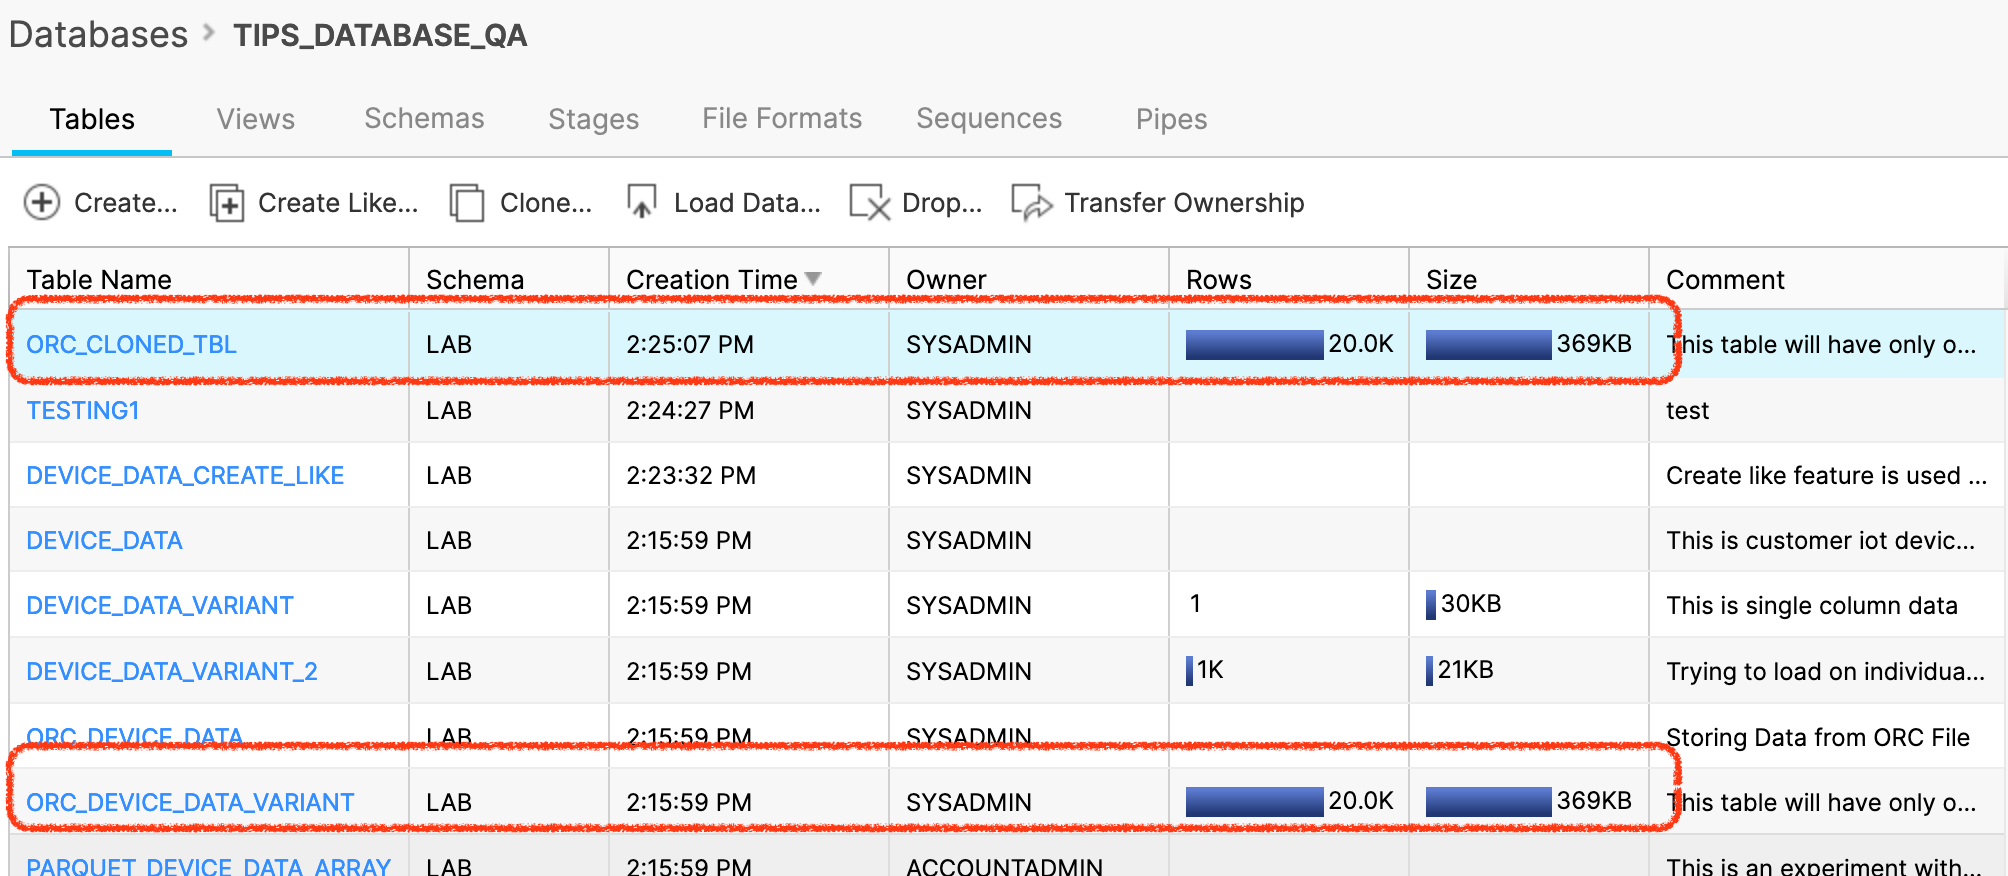 Databases > TIPS_DATABASE_QA
Tables Views Schemas Stages File Formats Sequences Pipes
Create... Create Like... Clone... Load Data... Drop... Transfer Ownership
Table Name Schema Creation Time Owner Rows Size Comment
ORC_CLONED_TBL LAB 2:25:07 PM SYSADMIN 20.0K 369KB This table will have only o...
TESTING1 LAB 2:24:27 PM SYSADMIN test
DEVICE_DATA_CREATE_LIKE LAB 2:23:32 PM SYSADMIN Create like feature is used ...
DEVICE_DATA LAB 2:15:59 PM SYSADMIN This is customer iot devic...
DEVICE_DATA_VARIANT LAB 2:15:59 PM SYSADMIN 1 30KB This is single column data
DEVICE_DATA_VARIANT_2 LAB 2:15:59 PM SYSADMIN 1K 21KB Trying to load on individua...
ORC_DEVICE_DATA LAB 2:15:59 PM SYSADMIN Storing Data from ORC File
ORC_DEVICE_DATA_VARIANT LAB 2:15:59 PM SYSADMIN 20.0K 369KB This table will have only o...
PARQUET_DEVICE_DATA_ARRAY LAB 2:15:59 PM ACCOUNTADMIN This is an experiment with...